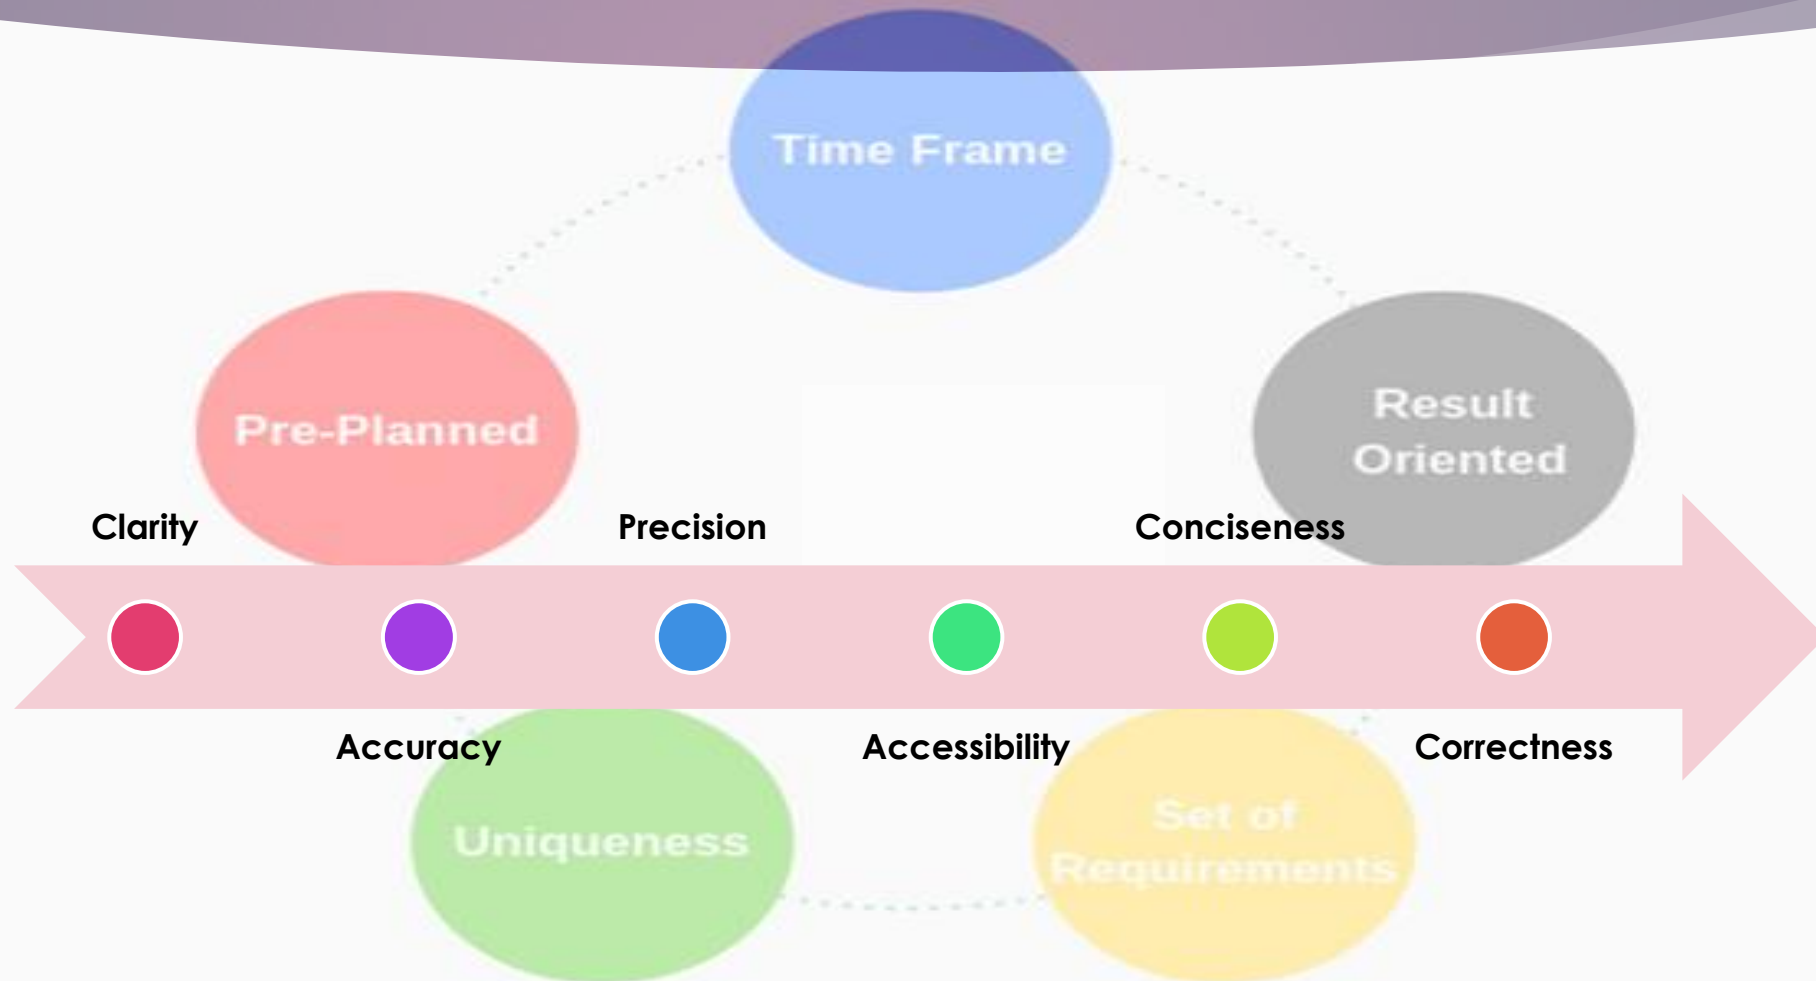 Time Frame
Pre-Planned
Result
Oriented
Clarity
Precision
Conciseness
Accuracy
Accessibility
Correctness
Uniqueness
Set of
Requirements